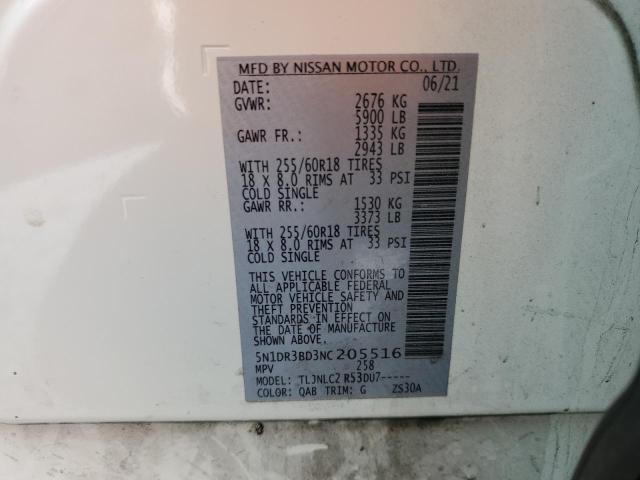 MFD BY NISSAN MOTOR CO., LTD.
DATE: 06/21
GVWR: 2676 KG
5900 LB
GAWR FR.: 1335 KG
2943 LB
WITH 255/60R18 TIRES
18 X 8.0 RIMS AT 33 PSI
COLD SINGLE
GAWR RR.: 1530 KG
3373 LB
WITH 255/60R18 TIRES
18 X 8.0 RIMS AT 33 PSI
COLD SINGLE
THIS VEHICLE CONFORMS TO
ALL APPLICABLE FEDERAL
MOTOR VEHICLE SAFETY AND
THEFT PREVENTION
STANDARDS IN EFFECT ON
THE DATE OF MANUFACTURE
SHOWN ABOVE.
5N1DR3BD3NC205516
MPV 258
MODEL: TLJNLC2 R53DU7-----
COLOR: QAB TRIM: G ZS30A